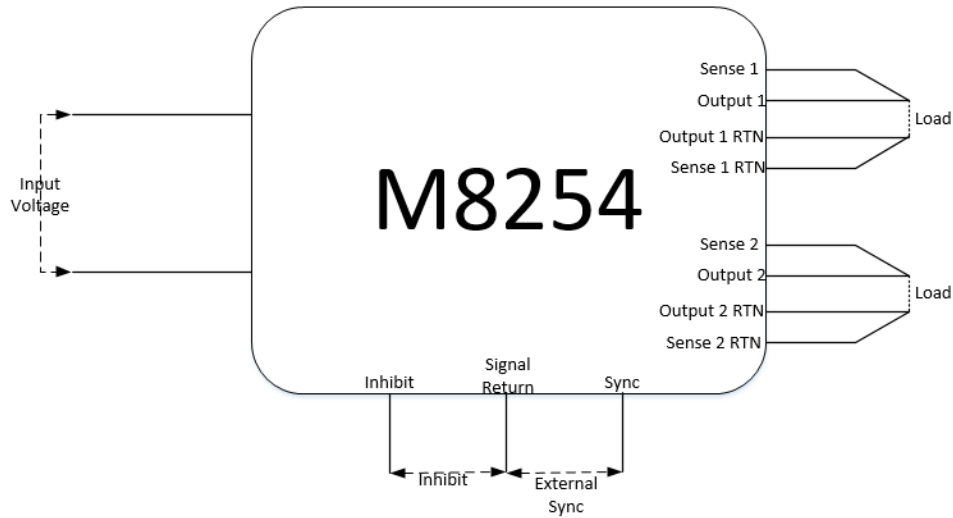 Input
Voltage
M8254
Sense 1
Output 1
Output 1 RTN
Sense 1 RTN
Load
Sense 2
Output 2
Output 2 RTN
Sense 2 RTN
Load
Inhibit
Signal
Return
Sync
Inhibit
External
Sync